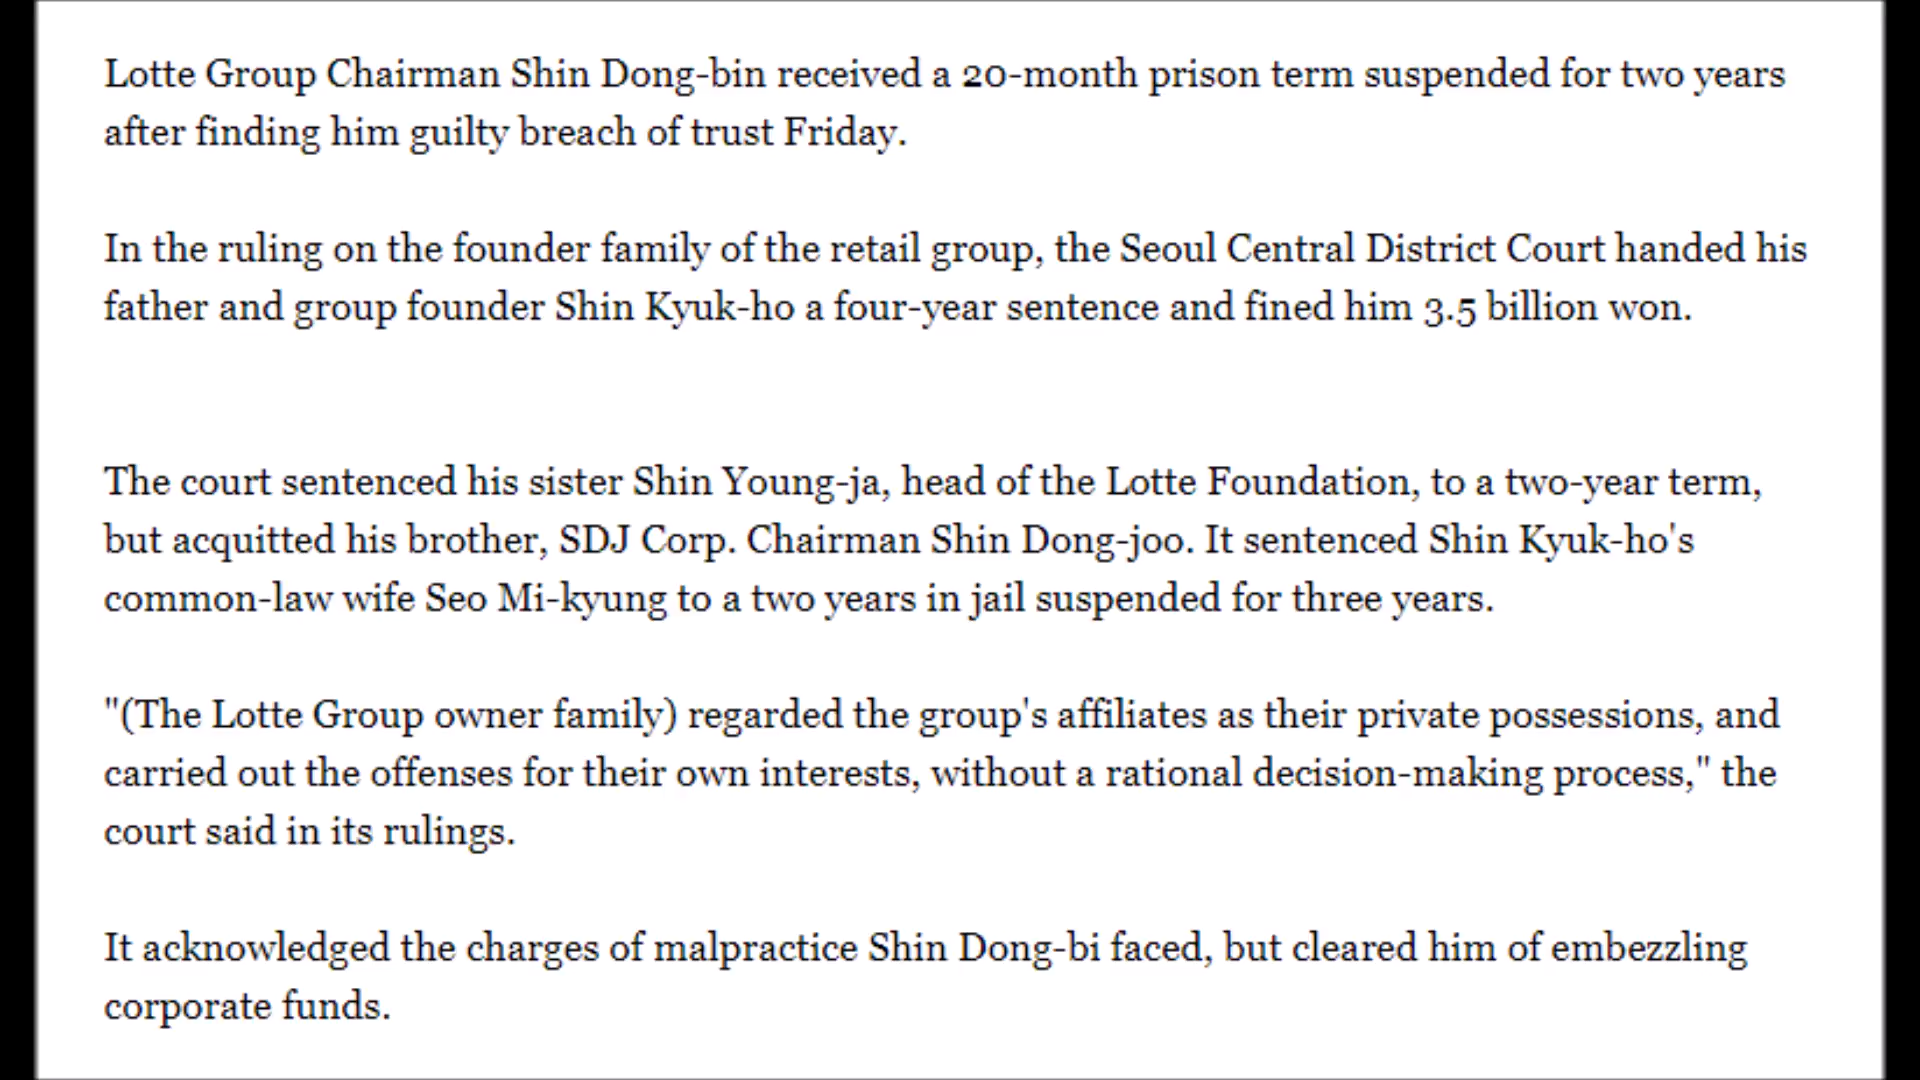 Lotte Group Chairman Shin Dong-bin received a 20-month prison term suspended for two years
after finding him guilty breach of trust Friday.
In the ruling on the founder family of the retail group, the Seoul Central District Court handed his
father and group founder Shin Kyuk-ho a four-year sentence and fined him 3.5 billion won.
The court sentenced his sister Shin Young-ja, head of the Lotte Foundation, to a two-year term,
but acquitted his brother, SDJ Corp. Chairman Shin Dong-joo. It sentenced Shin Kyuk-ho's
common-law wife Seo Mi-kyung to a two years in jail suspended for three years.
"(The Lotte Group owner family) regarded the group's affiliates as their private possessions, and
carried out the offenses for their own interests, without a rational decision-making process," the
court said in its rulings.
It acknowledged the charges of malpractice Shin Dong-bi faced, but cleared him of embezzling
corporate funds.